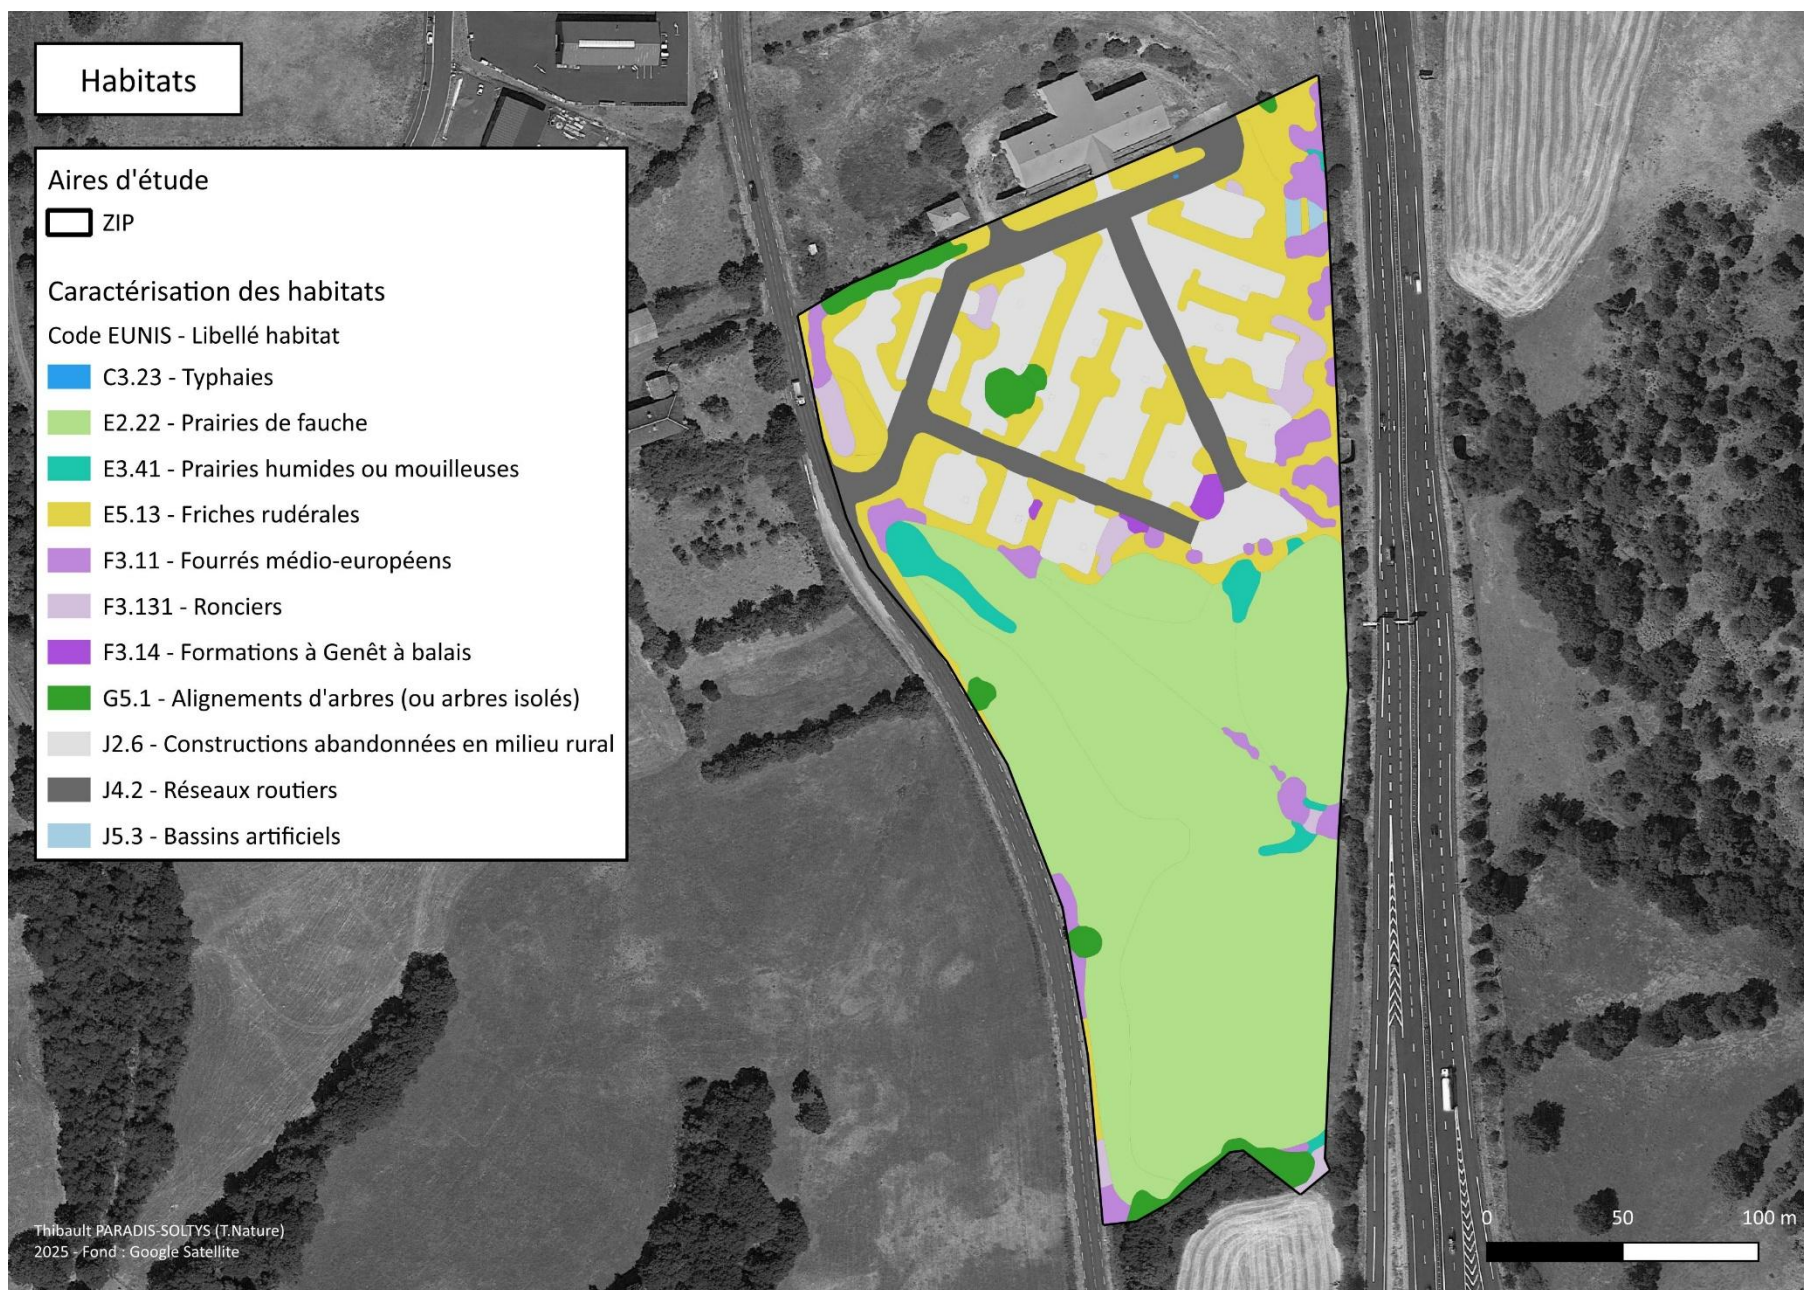 Habitats
Aires d'étude
ZIP
Caractérisation des habitats
Code EUNIS - Libellé habitat
C3.23 - Typhaies
E2.22 - Prairies de fauche
E3.41 - Prairies humides ou mouilleuses
E5.13 - Friches rudérales
F3.11 - Fourrés médio-européens
F3.131 - Ronciers
F3.14 - Formations à Genêt à balais
G5.1 - Alignements d'arbres (ou arbres isolés)
J2.6 - Constructions abandonnées en milieu rural
J4.2 - Réseaux routiers
J5.3 - Bassins artificiels
Thibault PARADIS-SOLTYS (T.Nature)
2025 - Fond : Google Satellite
0 50 100 m